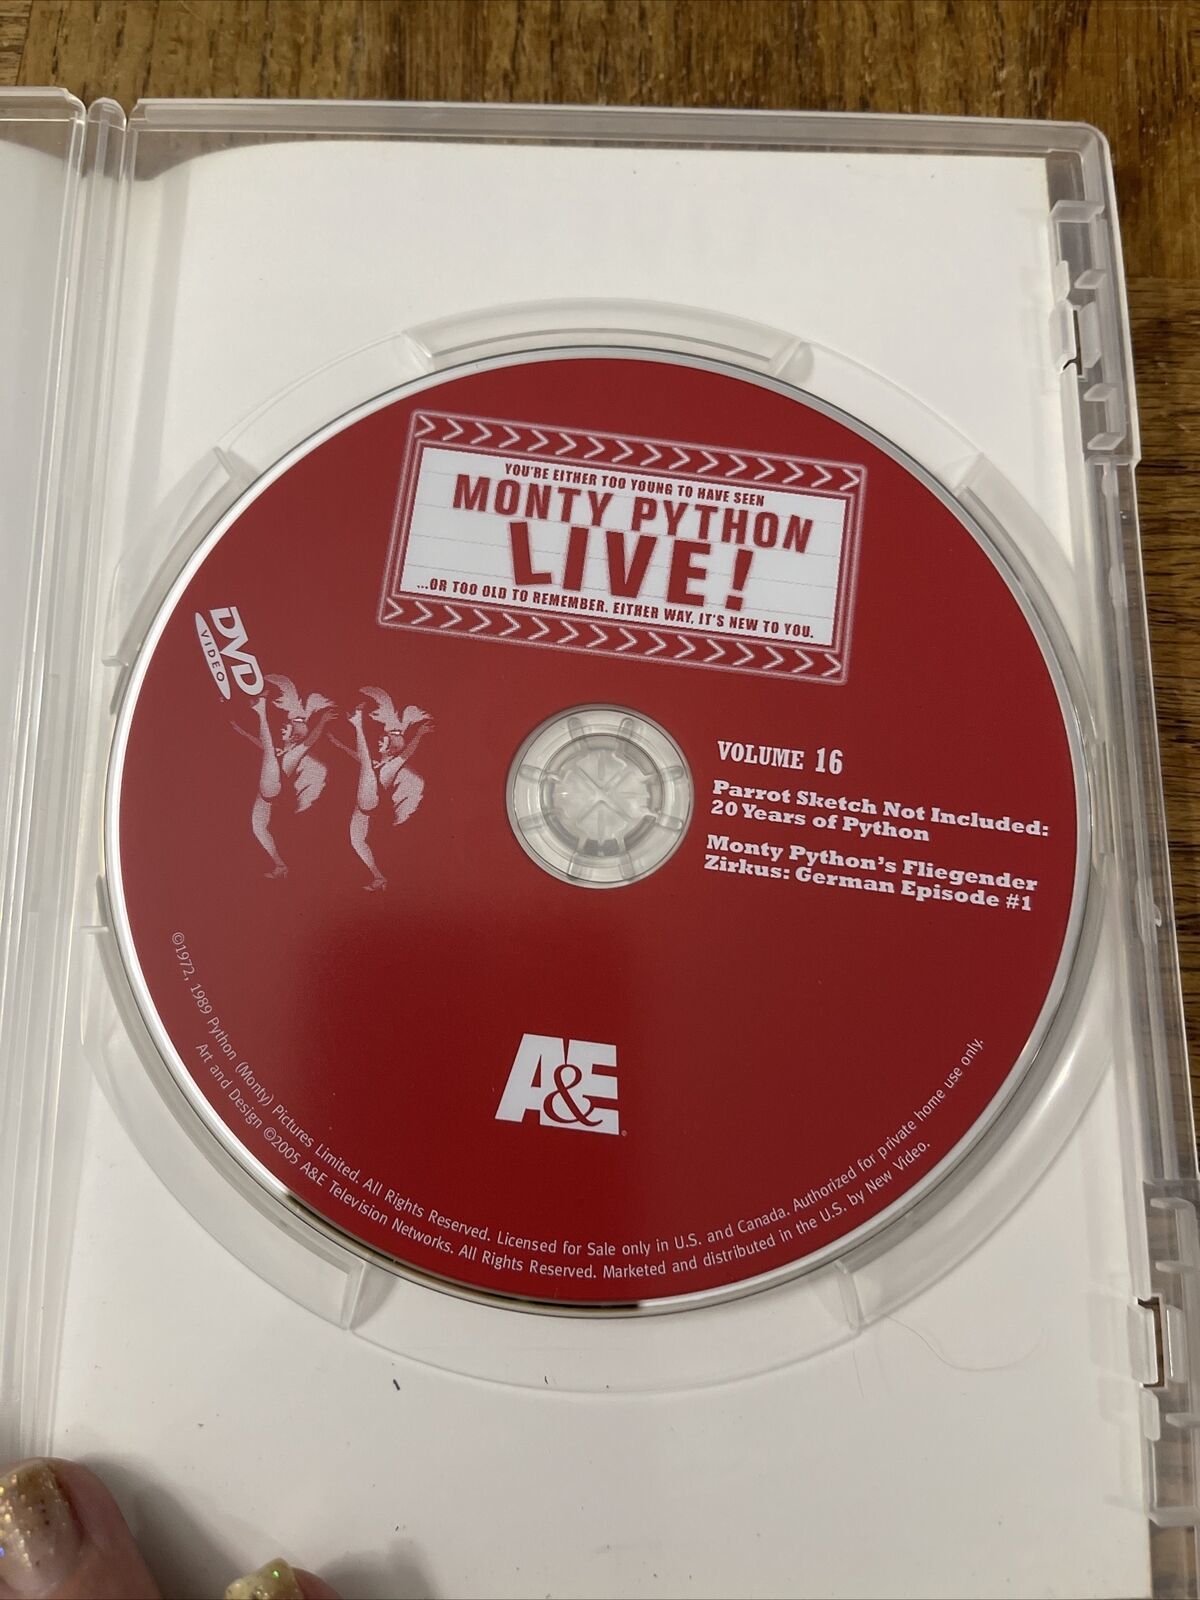 YOU'RE EITHER TOO YOUNG TO HAVE SEEN
MONTY PYTHON
LIVE!
...OR TOO OLD TO REMEMBER. EITHER WAY, IT'S NEW TO YOU.
DVD
VIDEO
VOLUME 16
Parrot Sketch Not Included:
20 Years of Python
Monty Python's Fliegender
Zirkus: German Episode #1
A&E
©1972, 1989 Python (Monty) Pictures Limited. All Rights Reserved. Licensed for Sale only in U.S. and Canada. Authorized for private home use only.
Art and Design ©2005 A&E Television Networks. All Rights Reserved. Marketed and distributed in the U.S. by New Video.